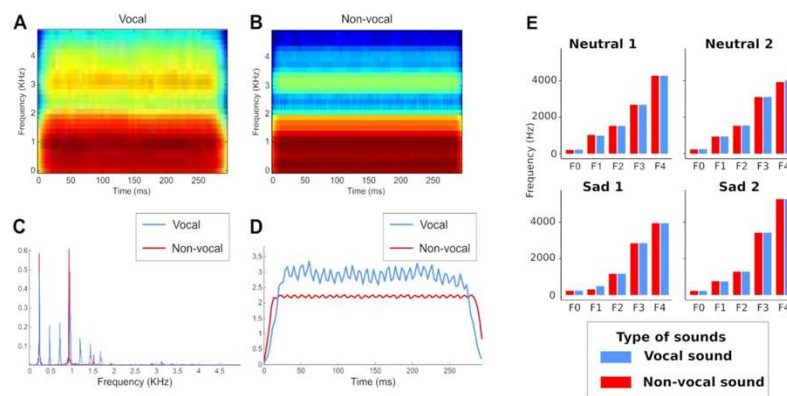 A
Vocal
Frequency (KHz)
4
3
2
1
0
0 50 100 150 200 250
Time (ms)
B
Non-vocal
Frequency (KHz)
4
3
2
1
0
0 50 100 150 200 250
Time (ms)
C
Vocal
Non-vocal
0.6
0.5
0.4
0.3
0.2
0.1
0 0.5 1 1.5 2 2.5 3 3.5 4 4.5
Frequency (KHz)
D
Vocal
Non-vocal
3.5
3
2.5
2
1.5
1
0.5
0
0 50 100 150 200 250
Time (ms)
E
Frequency (Hz)
Neutral 1
4000
2000
0
F0 F1 F2 F3 F4
Neutral 2
F0 F1 F2 F3 F4
Sad 1
4000
2000
0
F0 F1 F2 F3 F4
Sad 2
F0 F1 F2 F3 F4
Type of sounds
Vocal sound
Non-vocal sound